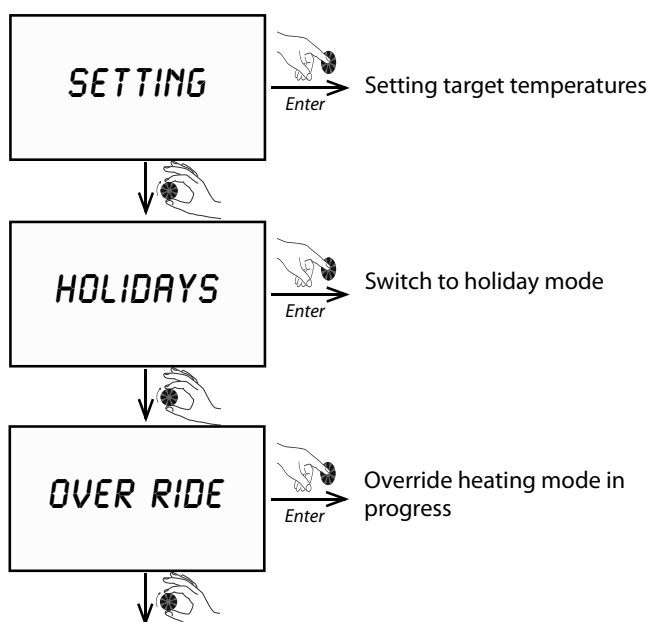 SETTING
Enter
Setting target temperatures
HOLIDAYS
Enter
Switch to holiday mode
OVER RIDE
Enter
Override heating mode in
progress